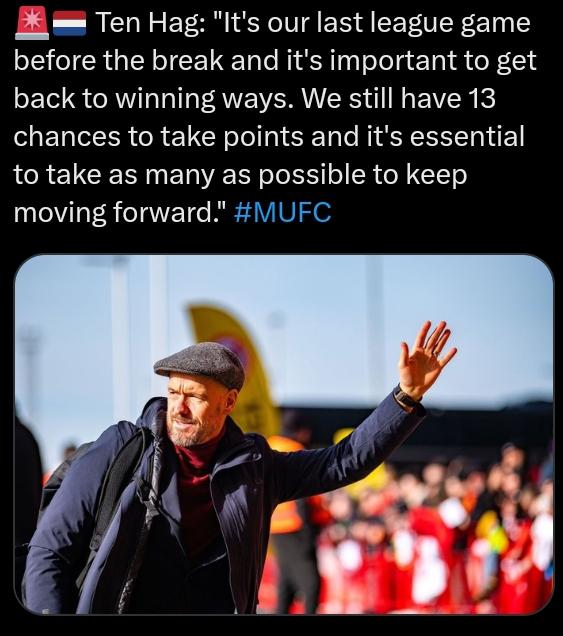 🚨🇳🇱 Ten Hag: "It's our last league game
before the break and it's important to get
back to winning ways. We still have 13
chances to take points and it's essential
to take as many as possible to keep
moving forward." #MUFC